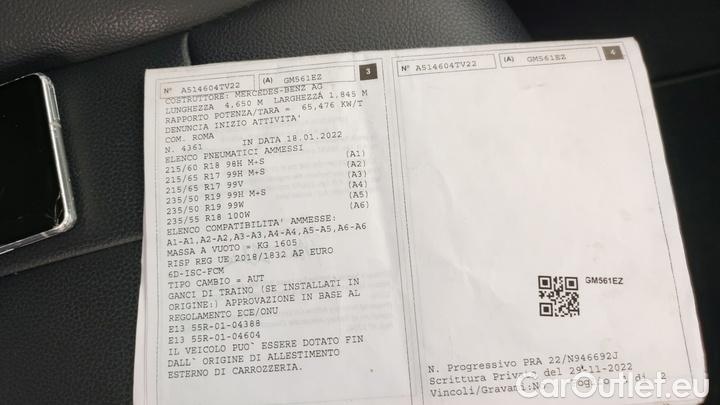 N° A514604TV22 (A) GM561EZ 3
COSTRUTTORE: MERCEDES-BENZ AG
LUNGHEZZA 4,650 M LARGHEZZA 1,845 M
RAPPORTO POTENZA/TARA = 65,476 KW/T
DENUNCIA INIZIO ATTIVITA'
COM. ROMA
N. 4361 IN DATA 18.01.2022
ELENCO PNEUMATICI AMMESSI
215/60 R18 98H M+S (A1)
215/65 R17 99H M+S (A2)
215/65 R17 99V (A3)
235/50 R19 99H M+S (A4)
235/50 R19 99W (A5)
235/55 R18 100W (A6)
ELENCO COMPATIBILITA' AMMESSE:
A1-A1,A2-A2,A3-A3,A4-A4,A5-A5,A6-A6
MASSA A VUOTO = KG 1605
RISP REG UE 2018/1832 AP EURO
6D-ISC-FCM
TIPO CAMBIO = AUT
GANCI DI TRAINO (SE INSTALLATI IN
ORIGINE:) APPROVAZIONE IN BASE AL
REGOLAMENTO ECE/ONU
E13 55R-01-04388
E13 55R-01-04604
IL VEICOLO PUO` ESSERE DOTATO FIN
DALL` ORIGINE DI ALLESTIMENTO
ESTERNO DI CARROZZERIA.
N° A514604TV22 (A) GM561EZ 4
GM561EZ
N. Progressivo PRA 22/N946692J
Scrittura Privata del 29-11-2022
Vincoli/Gravami:No di 2
CarOutlet.eu